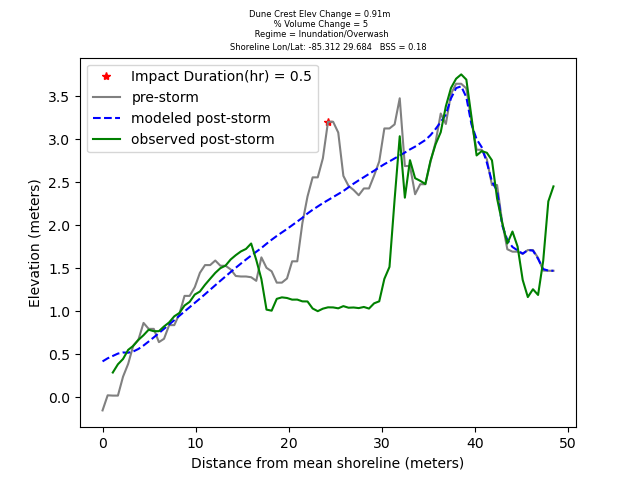 Dune Crest Elev Change = 0.91m
% Volume Change = 5
Regime = Inundation/Overwash
Shoreline Lon/Lat: -85.312 29.684 BSS = 0.18
Impact Duration(hr) = 0.5
pre-storm
modeled post-storm
observed post-storm
Elevation (meters)
3.5
3.0
2.5
2.0
1.5
1.0
0.5
0.0
0 10 20 30 40 50
Distance from mean shoreline (meters)